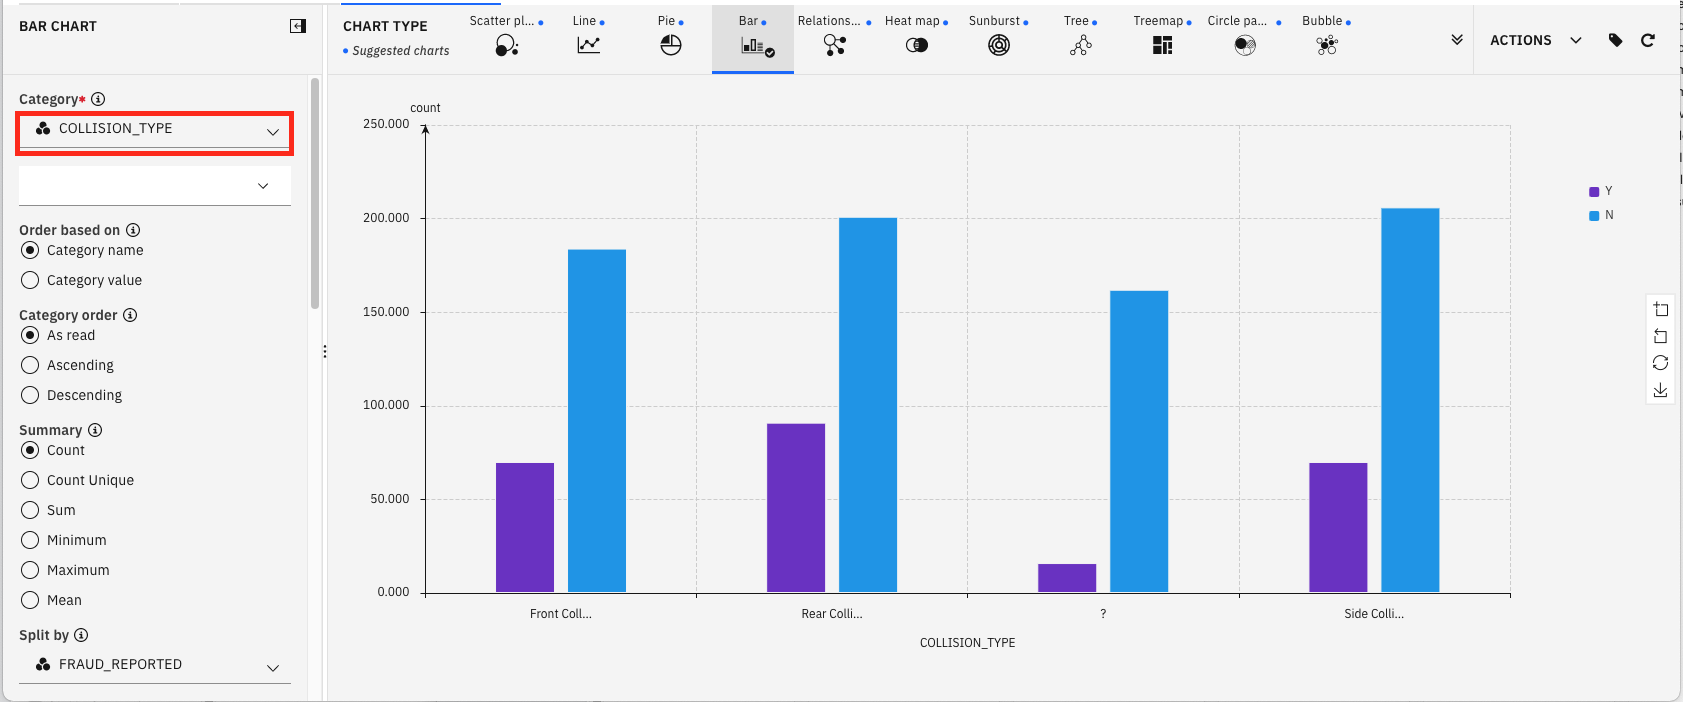 BAR CHART
Category*
COLLISION_TYPE
Order based on
Category name
Category value
Category order
As read
Ascending
Descending
Summary
Count
Count Unique
Sum
Minimum
Maximum
Mean
Split by
FRAUD_REPORTED
CHART TYPE
Suggested charts
Scatter pl...
Line
Pie
Bar
Relations...
Heat map
Sunburst
Tree
Treemap
Circle pa...
Bubble
ACTIONS
count
250.000
200.000
150.000
100.000
50.000
0.000
Front Coll...
Rear Colli...
?
Side Colli...
COLLISION_TYPE
Y
N